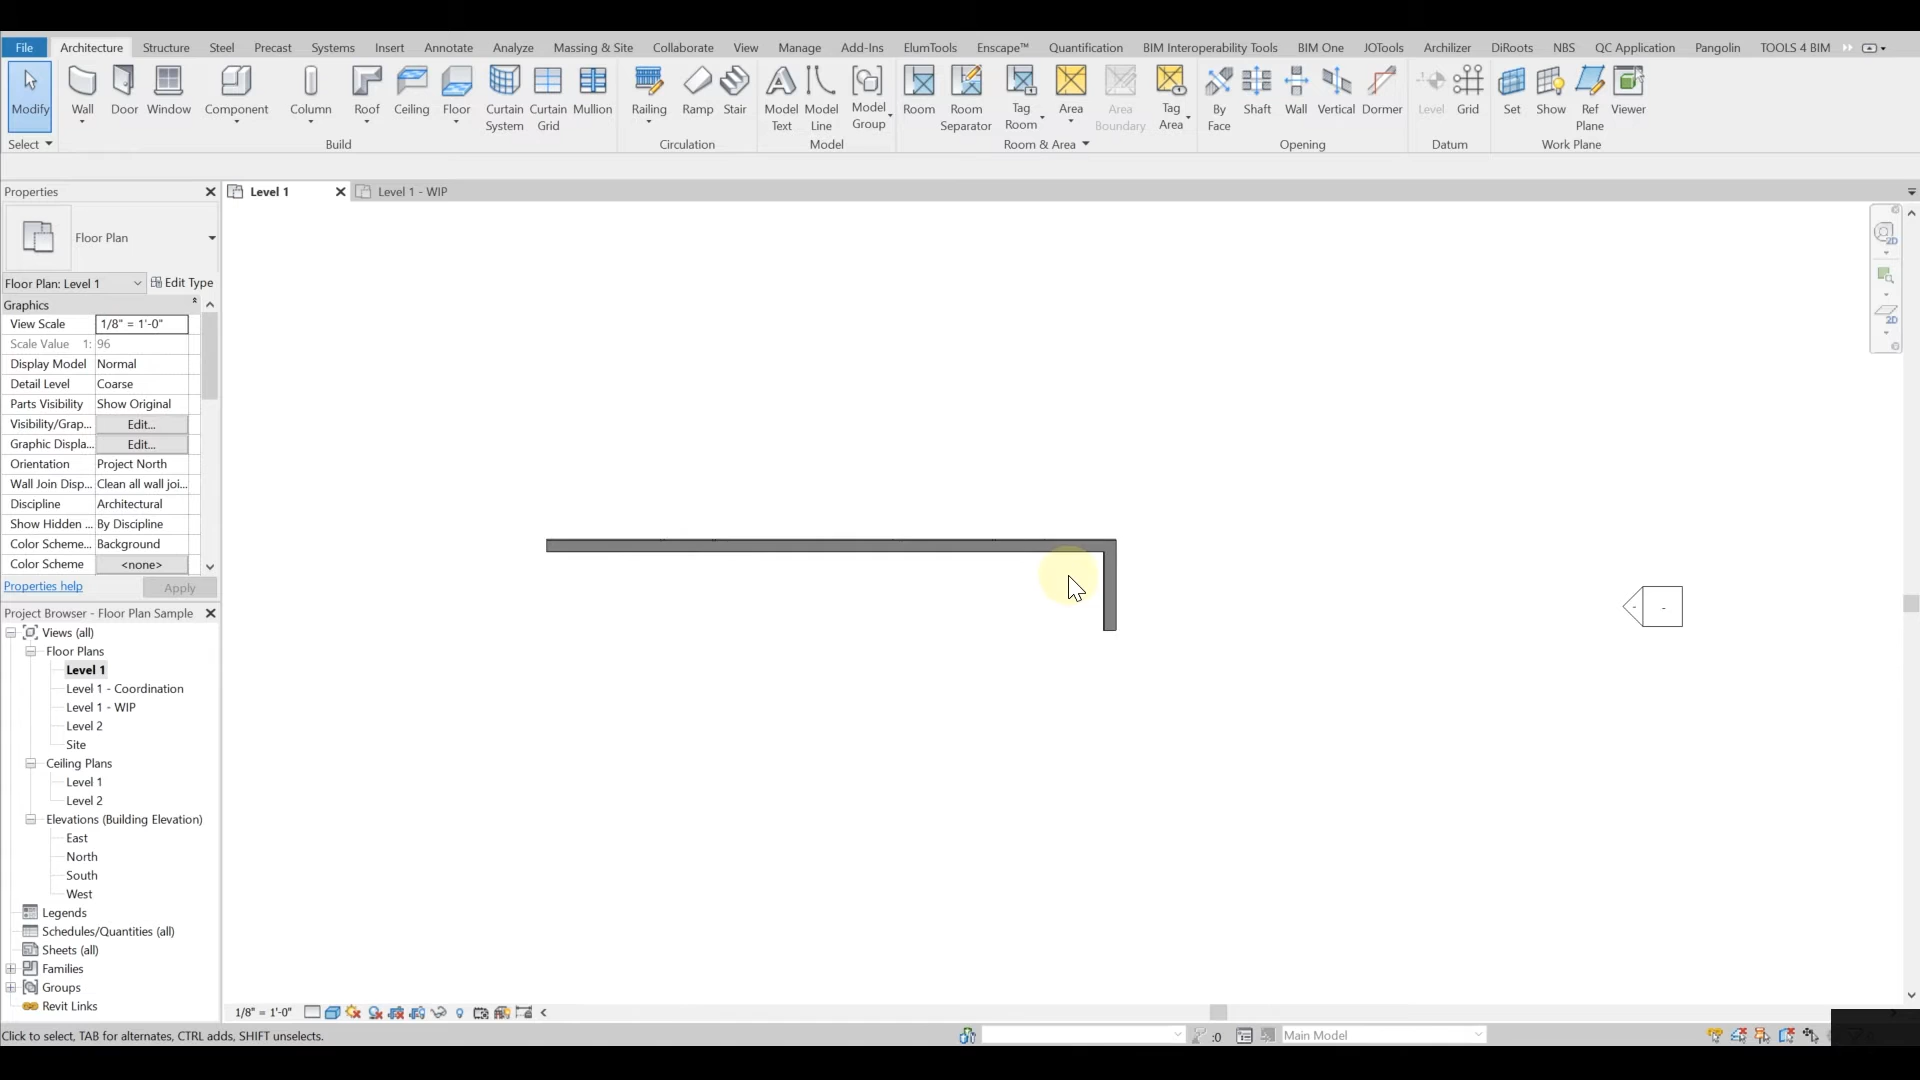 File Architecture Structure Steel Precast Systems Insert Annotate Analyze Massing & Site Collaborate View Manage Add-Ins ElumTools Enscape™ Quantification BIM Interoperability Tools BIM One JOTools Archilizer DiRoots NBS QC Application Pangolin TOOLS 4 BIM
Modify Wall Door Window Component Column Roof Ceiling Floor Curtain System Curtain Grid Mullion Railing Ramp Stair Model Text Model Line Model Group Room Room Separator Tag Room Area Area Boundary Tag Area By Face Shaft Wall Vertical Dormer Level Grid Set Show Ref Plane Viewer
Select Build Circulation Model Room & Area Opening Datum Work Plane
Properties
Level 1
Level 1 - WIP
Floor Plan
Floor Plan: Level 1
Edit Type
Graphics
View Scale 1/8" = 1'-0"
Scale Value 1: 96
Display Model Normal
Detail Level Coarse
Parts Visibility Show Original
Visibility/Grap... Edit...
Graphic Displa... Edit...
Orientation Project North
Wall Join Disp... Clean all wall joi...
Discipline Architectural
Show Hidden ... By Discipline
Color Scheme... Background
Color Scheme <none>
Properties help Apply
Project Browser - Floor Plan Sample
Views (all)
Floor Plans
Level 1
Level 1 - Coordination
Level 1 - WIP
Level 2
Site
Ceiling Plans
Level 1
Level 2
Elevations (Building Elevation)
East
North
South
West
Legends
Schedules/Quantities (all)
Sheets (all)
Families
Groups
Revit Links
2D
2D
1/8" = 1'-0"
Click to select, TAB for alternates, CTRL adds, SHIFT unselects.
:0
Main Model